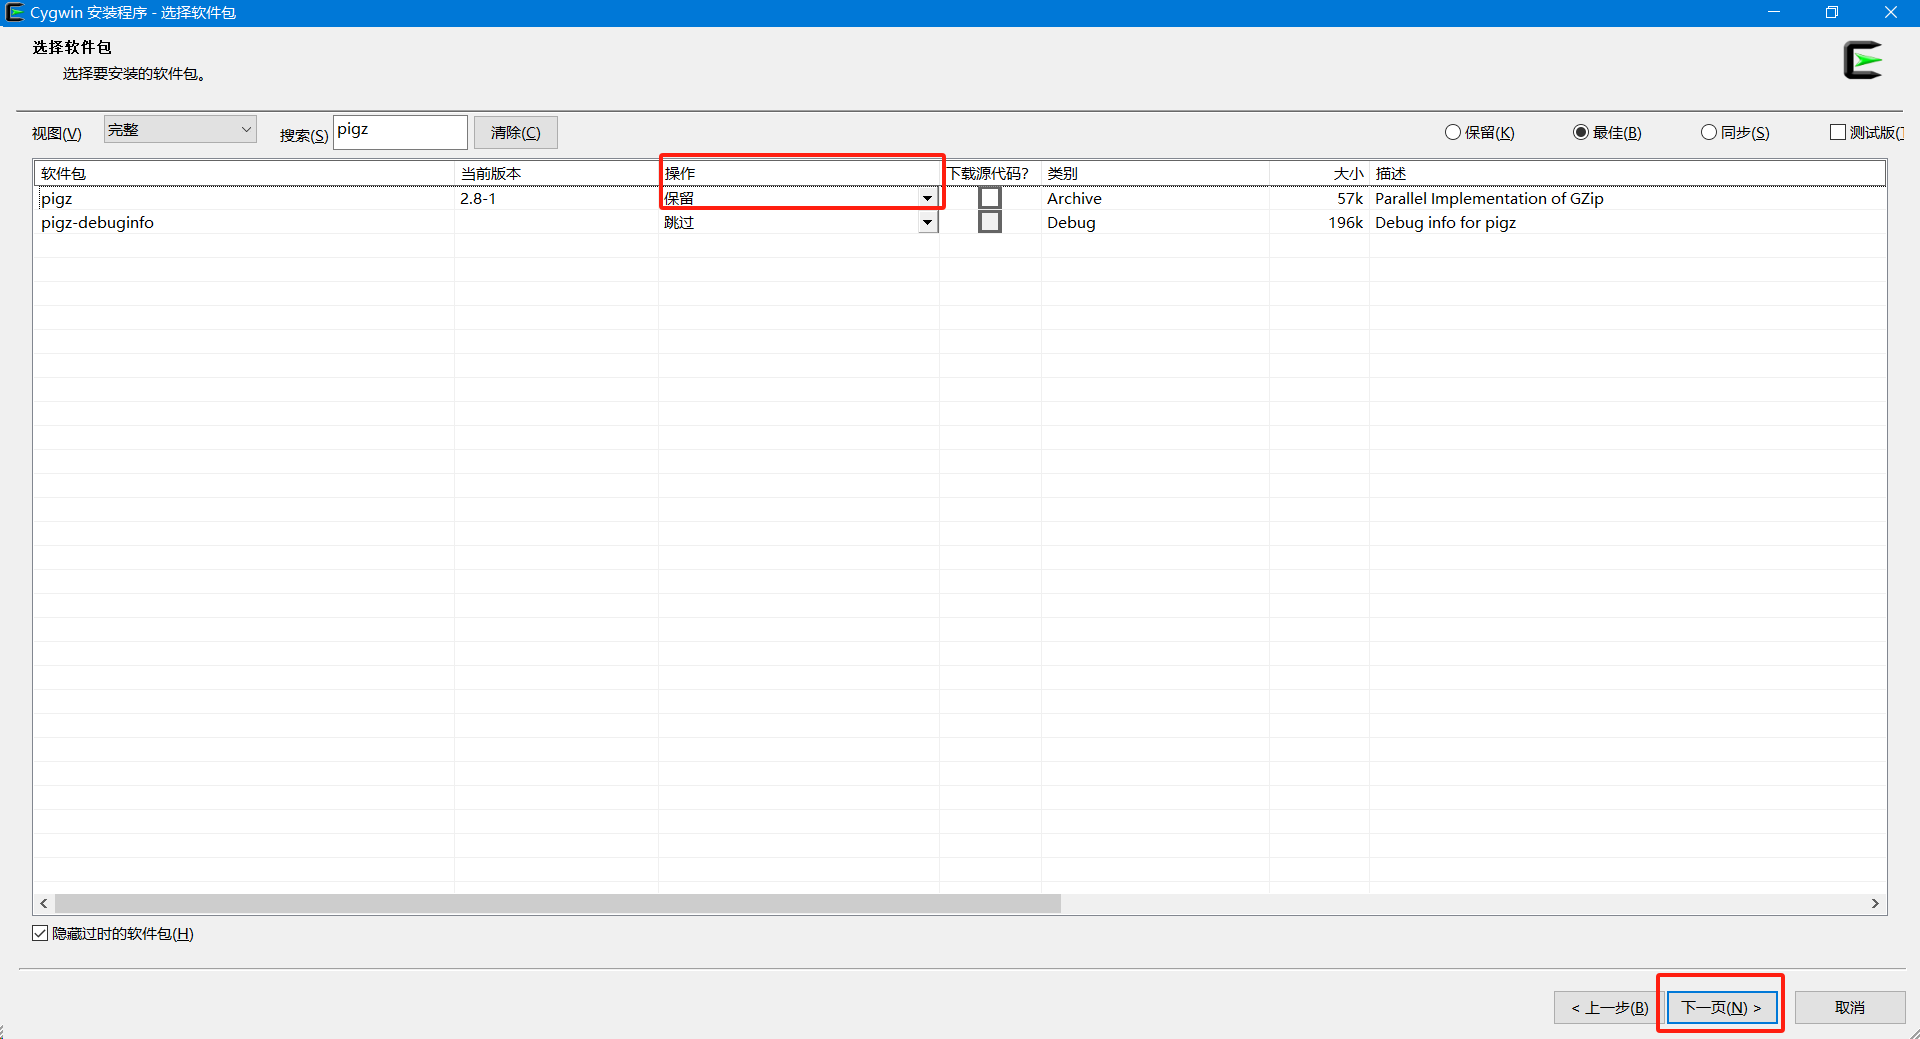 Cygwin 安装程序 - 选择软件包
选择软件包
选择要安装的软件包。
视图(V) 完整 搜索(S) pigz 清除(C) 保留(K) 最佳(B) 同步(S) 测试版(
软件包 当前版本 操作 下载源代码? 类别 大小 描述
pigz 2.8-1 保留 Archive 57k Parallel Implementation of GZip
pigz-debuginfo 跳过 Debug 196k Debug info for pigz
隐藏过时的软件包(H)
< 上一步(B) 下一页(N) > 取消